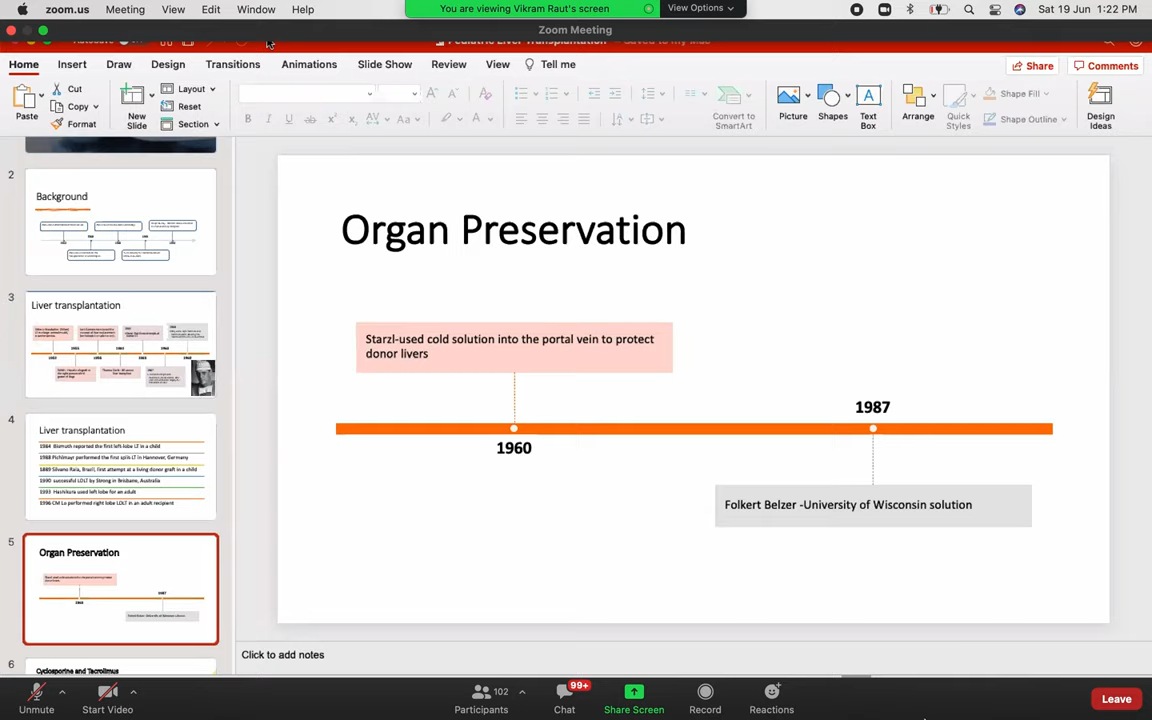 zoom.us Meeting View Edit Window Help
You are viewing Vikram Raut's screen View Options
Sat 19 Jun 1:22 PM
Zoom Meeting
Home Insert Draw Design Transitions Animations Slide Show Review View Tell me
Share Comments
Paste
Cut
Copy
Format
New
Slide
Layout
Reset
Section
Convert to
SmartArt
Picture
Shapes
Text
Box
Arrange
Quick
Styles
Shape Fill
Shape Outline
Design
Ideas
2
Background
3
Liver transplantation
4
Liver transplantation
1984 Bismuth reported the first left lobe LT in a child
1988 Pichlmayr performed the first split LT in Hannover, Germany
1989 Silvano Raia, Brazil, first attempt at a living donor graft in a child
1990 successful LDLT by Strong in Brisbane, Australia
1993 Hashikura used left lobe for an adult
1996 CM Lo performed right lobe LDLT in an adult recipient
5
Organ Preservation
1960
1987
6
Cyclosporine and Tacrolimus
Organ Preservation
Starzl-used cold solution into the portal vein to protect
donor livers
1987
1960
Folkert Belzer -University of Wisconsin solution
Click to add notes
Unmute
Start Video
102
Participants
99+
Chat
Share Screen
Record
Reactions
Leave